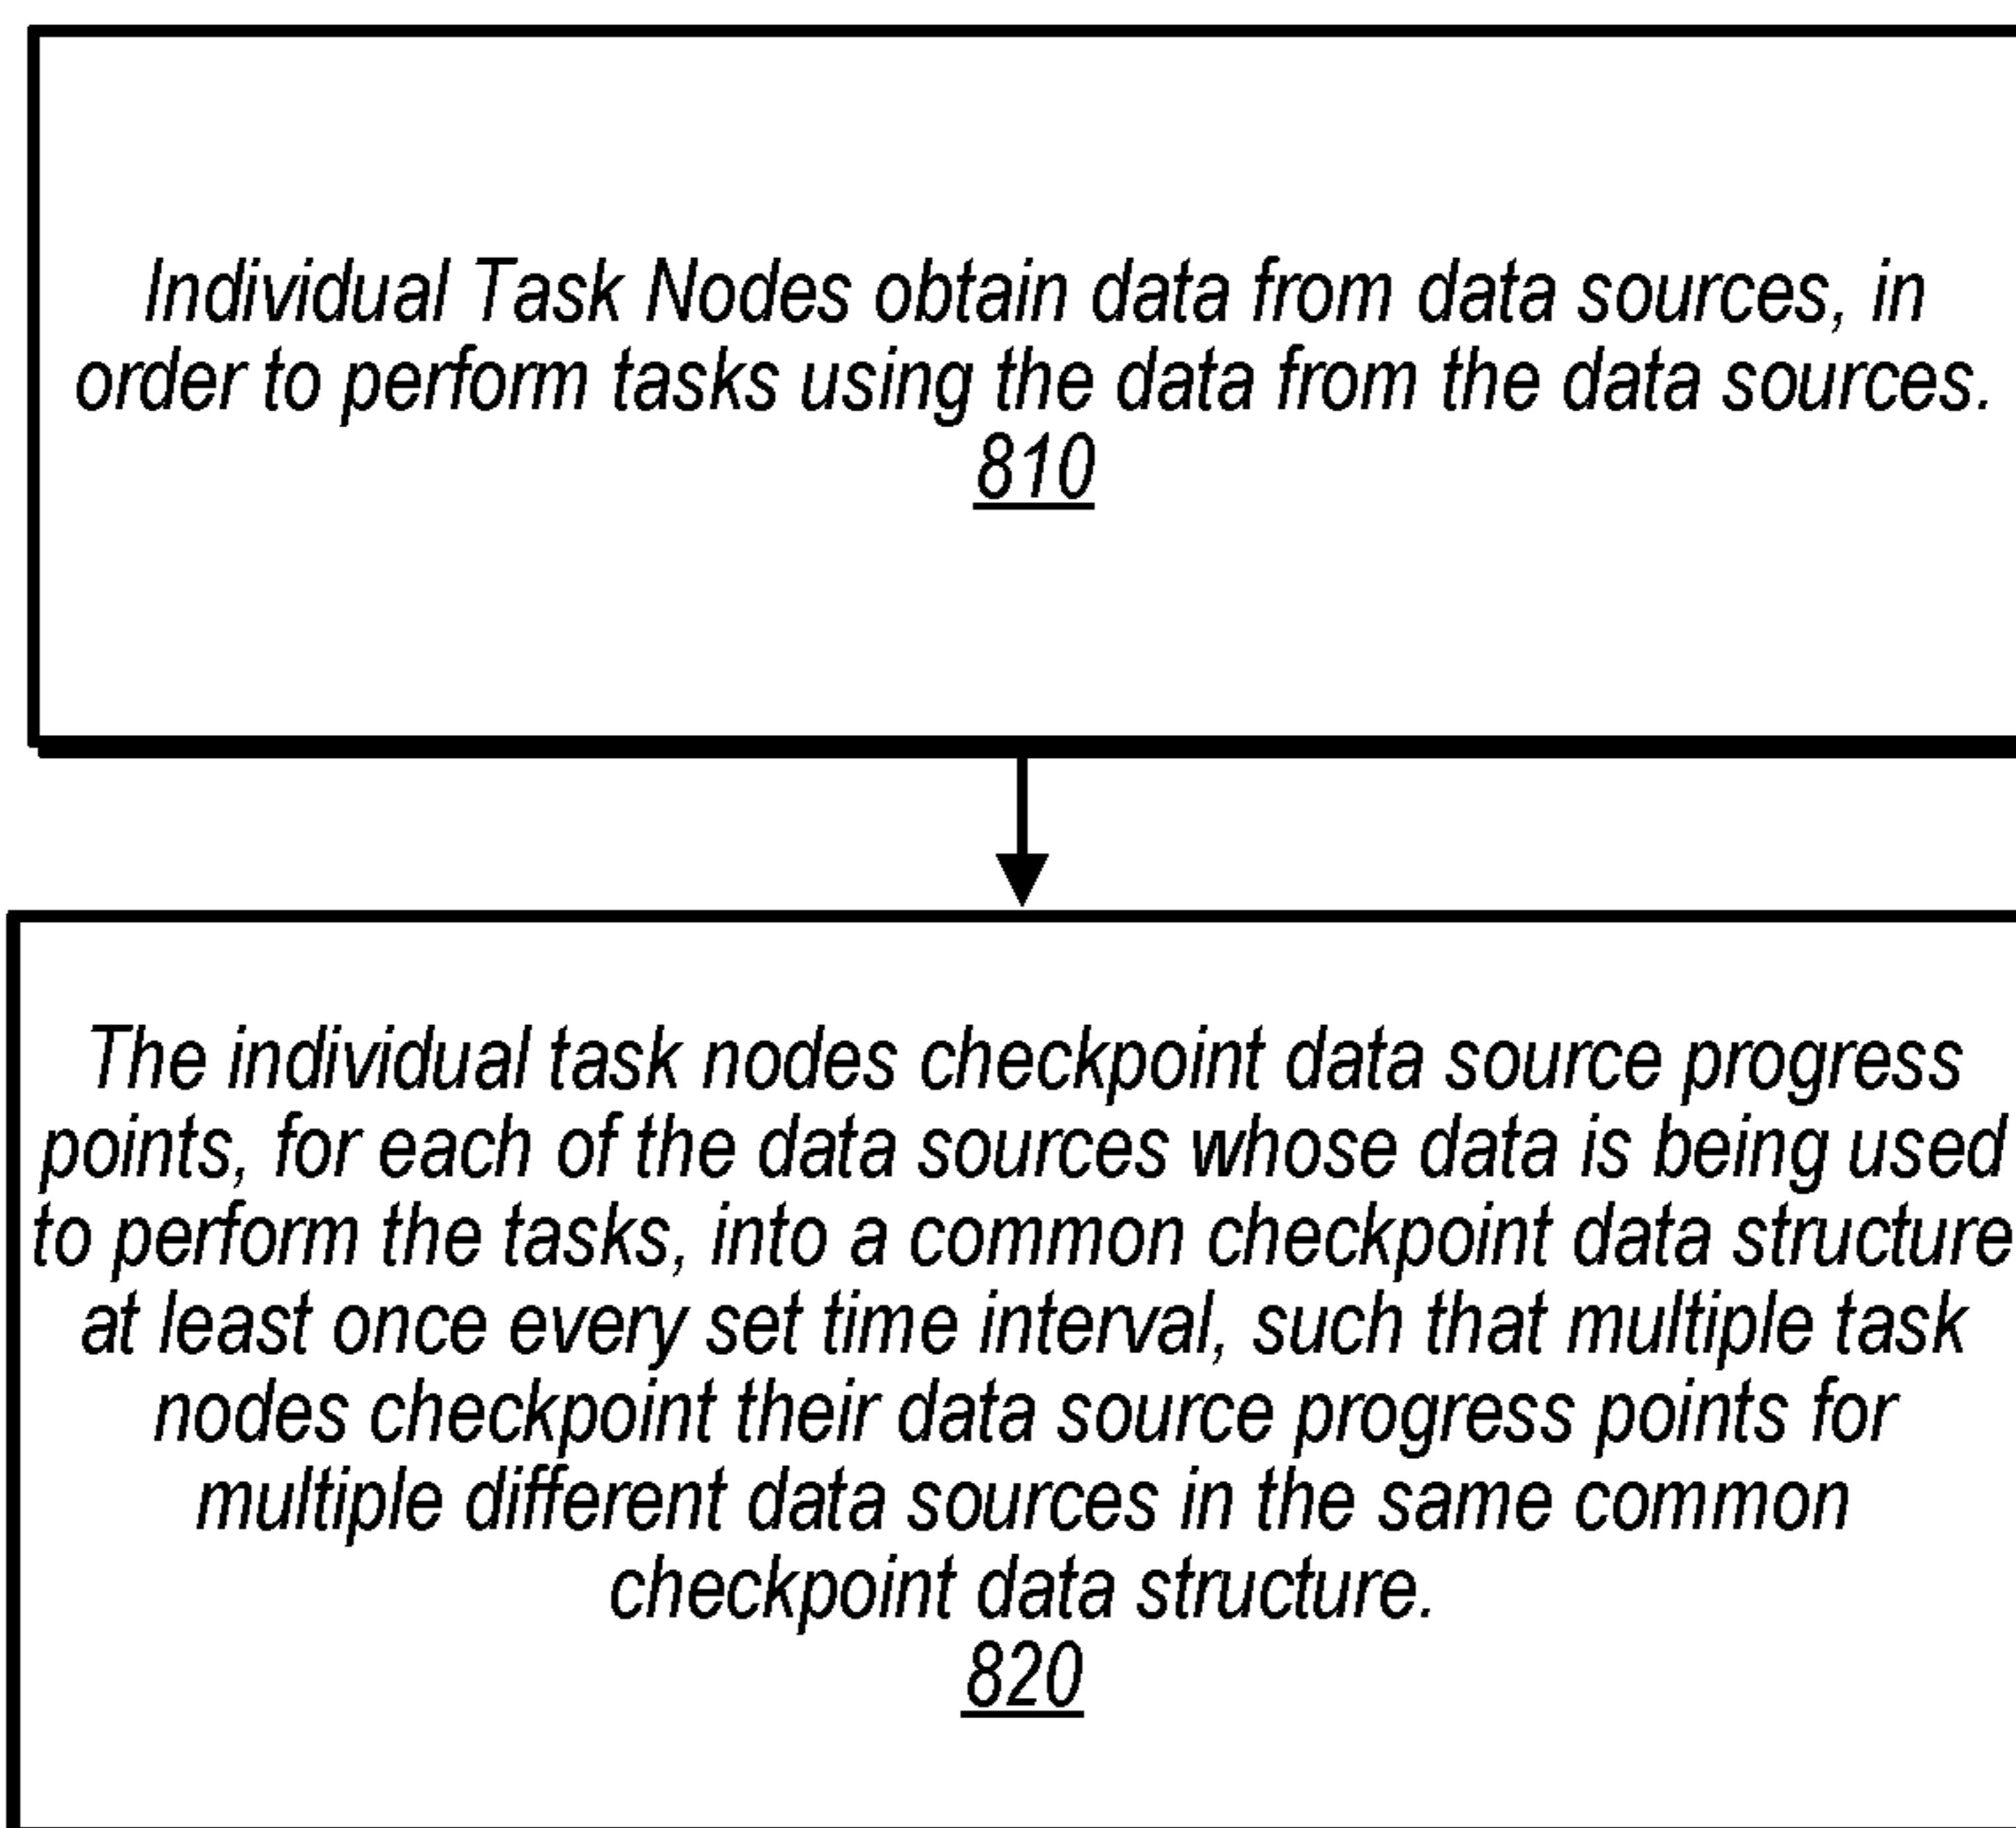 Individual Task Nodes obtain data from data sources, in
order to perform tasks using the data from the data sources.
810
The individual task nodes checkpoint data source progress
points, for each of the data sources whose data is being used
to perform the tasks, into a common checkpoint data structure
at least once every set time interval, such that multiple task
nodes checkpoint their data source progress points for
multiple different data sources in the same common
checkpoint data structure.
820